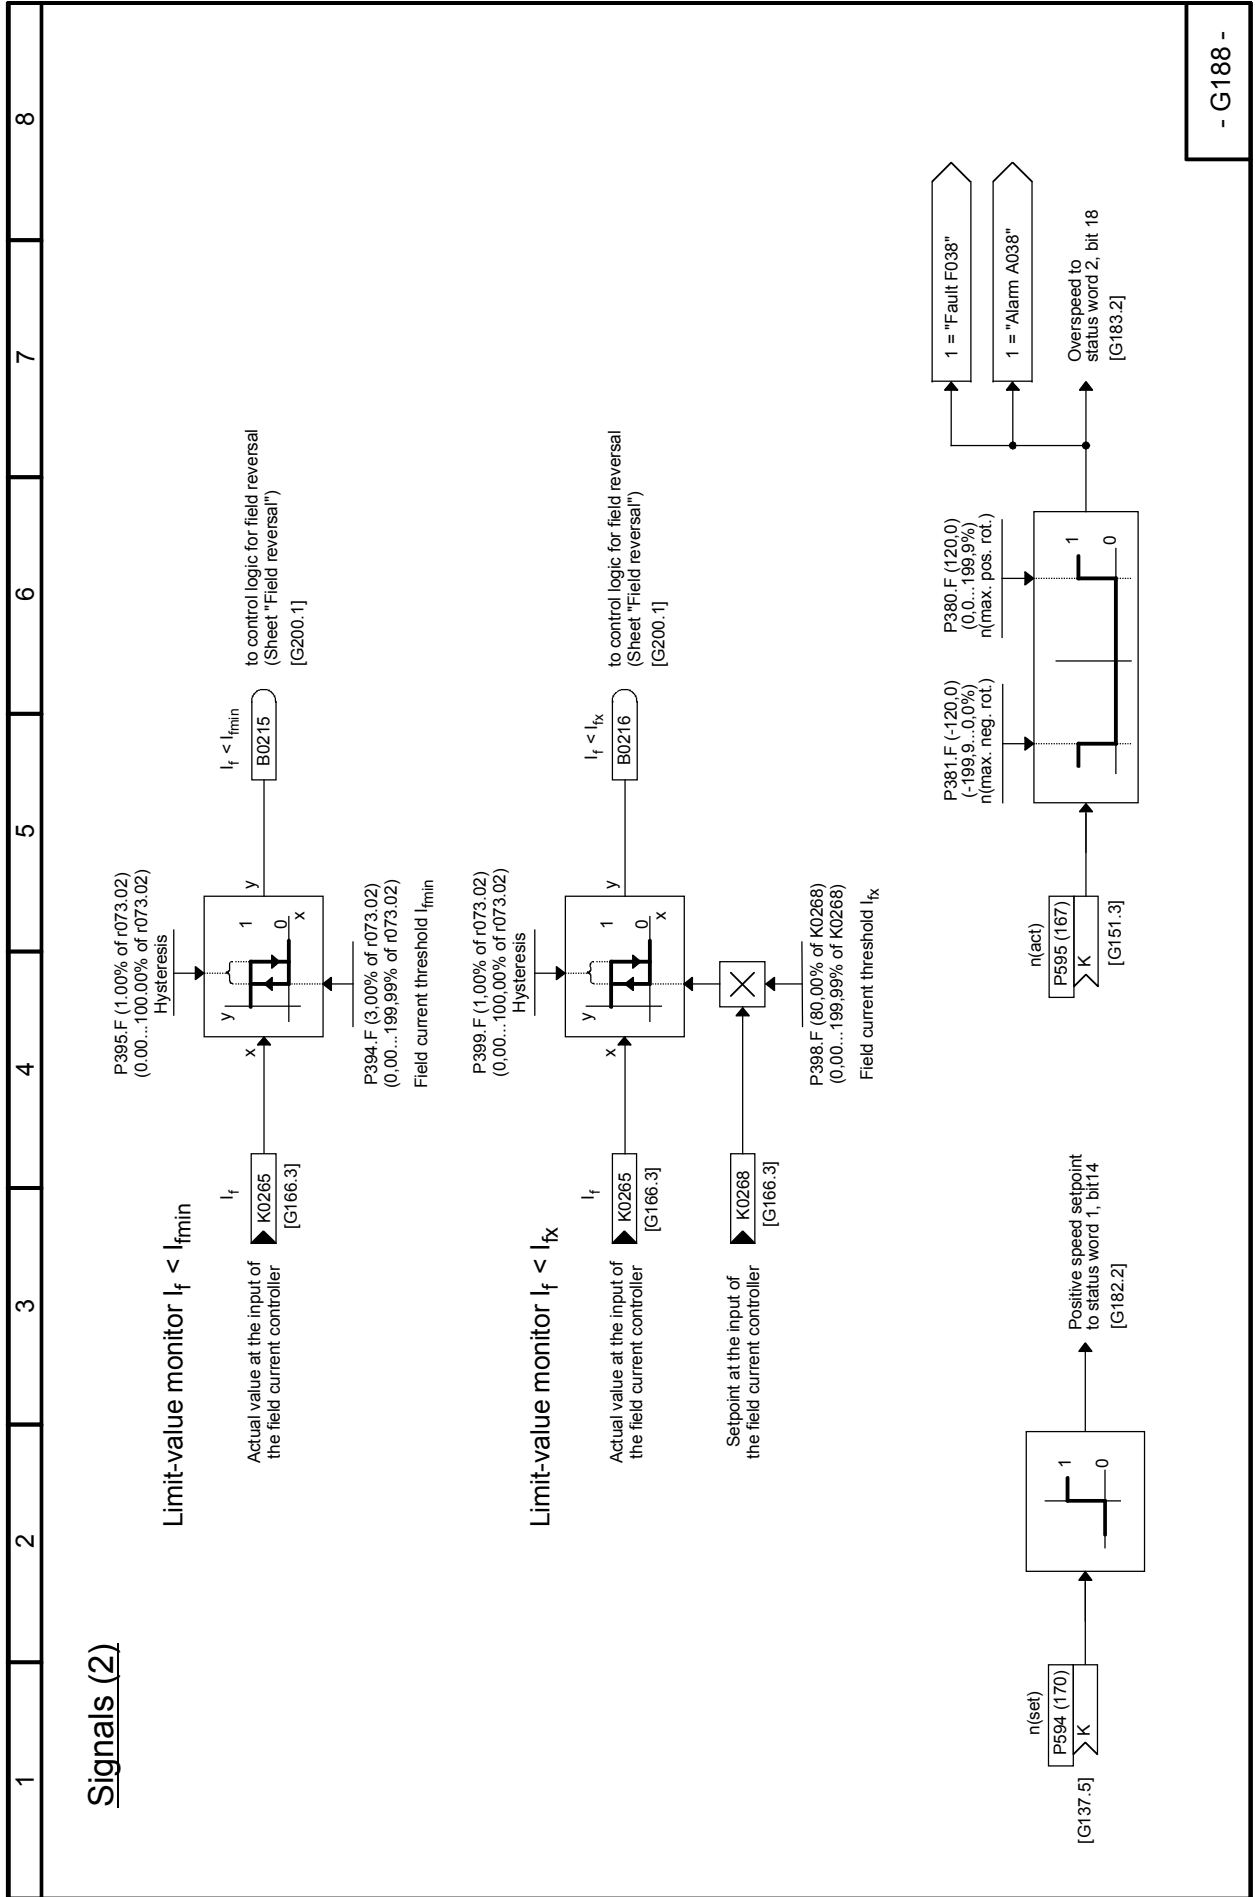 1 2 3 4 5 6 7 8
Signals (2)
Limit-value monitor If < Ifmin
P395.F (1.00% of r073.02)
(0.00...100.00% of r073.02)
Hysteresis
Actual value at the input of
the field current controller
If
K0265
[G166.3]
x
y
1
0
x
y
If < Ifmin
B0215
to control logic for field reversal
(Sheet "Field reversal")
[G200.1]
P394.F (3,00% of r073.02)
(0,00...199,99% of r073.02)
Field current threshold Ifmin
Limit-value monitor If < Ifx
P399.F (1,00% of r073.02)
(0,00...100,00% of r073.02)
Hysteresis
Actual value at the input of
the field current controller
If
K0265
[G166.3]
x
y
1
0
x
y
If < Ifx
B0216
to control logic for field reversal
(Sheet "Field reversal")
[G200.1]
Setpoint at the input of
the field current controller
K0268
[G166.3]
P398.F (80,00% of K0268)
(0,00...199,99% of K0268)
Field current threshold Ifx
n(set)
P594 (170)
K
[G137.5]
1
0
Positive speed setpoint
to status word 1, bit14
[G182.2]
n(act)
P595 (167)
K
[G151.3]
P381.F (-120,0)
(-199,9...0,0%)
n(max. neg. rot.)
P380.F (120,0)
(0,0...199,9%)
n(max. pos. rot.)
1
0
1 = "Fault F038"
1 = "Alarm A038"
Overspeed to
status word 2, bit 18
[G183.2]
- G188 -